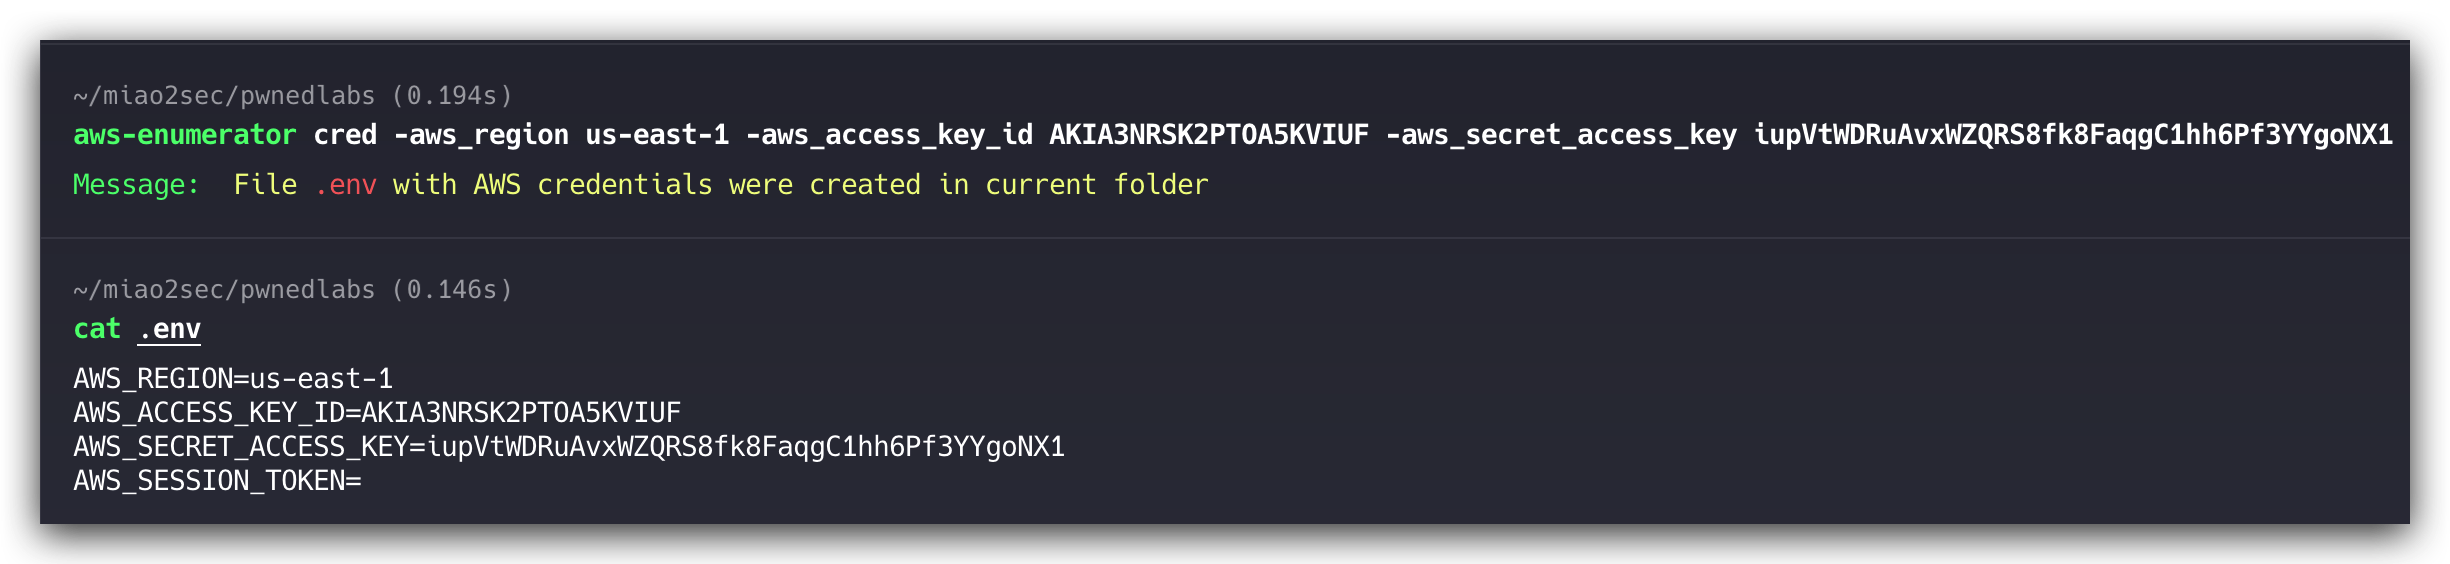 ~/miao2sec/pwnedlabs (0.194s)
aws-enumerator cred -aws_region us-east-1 -aws_access_key_id AKIA3NRSK2PTOA5KVIUF -aws_secret_access_key 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
Message:  File .env with AWS credentials were created in current folder
~/miao2sec/pwnedlabs (0.146s)
cat .env
AWS_REGION=us-east-1
AWS_ACCESS_KEY_ID=AKIA3NRSK2PTOA5KVIUF
AWS_SECRET_ACCESS_KEY=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
AWS_SESSION_TOKEN=